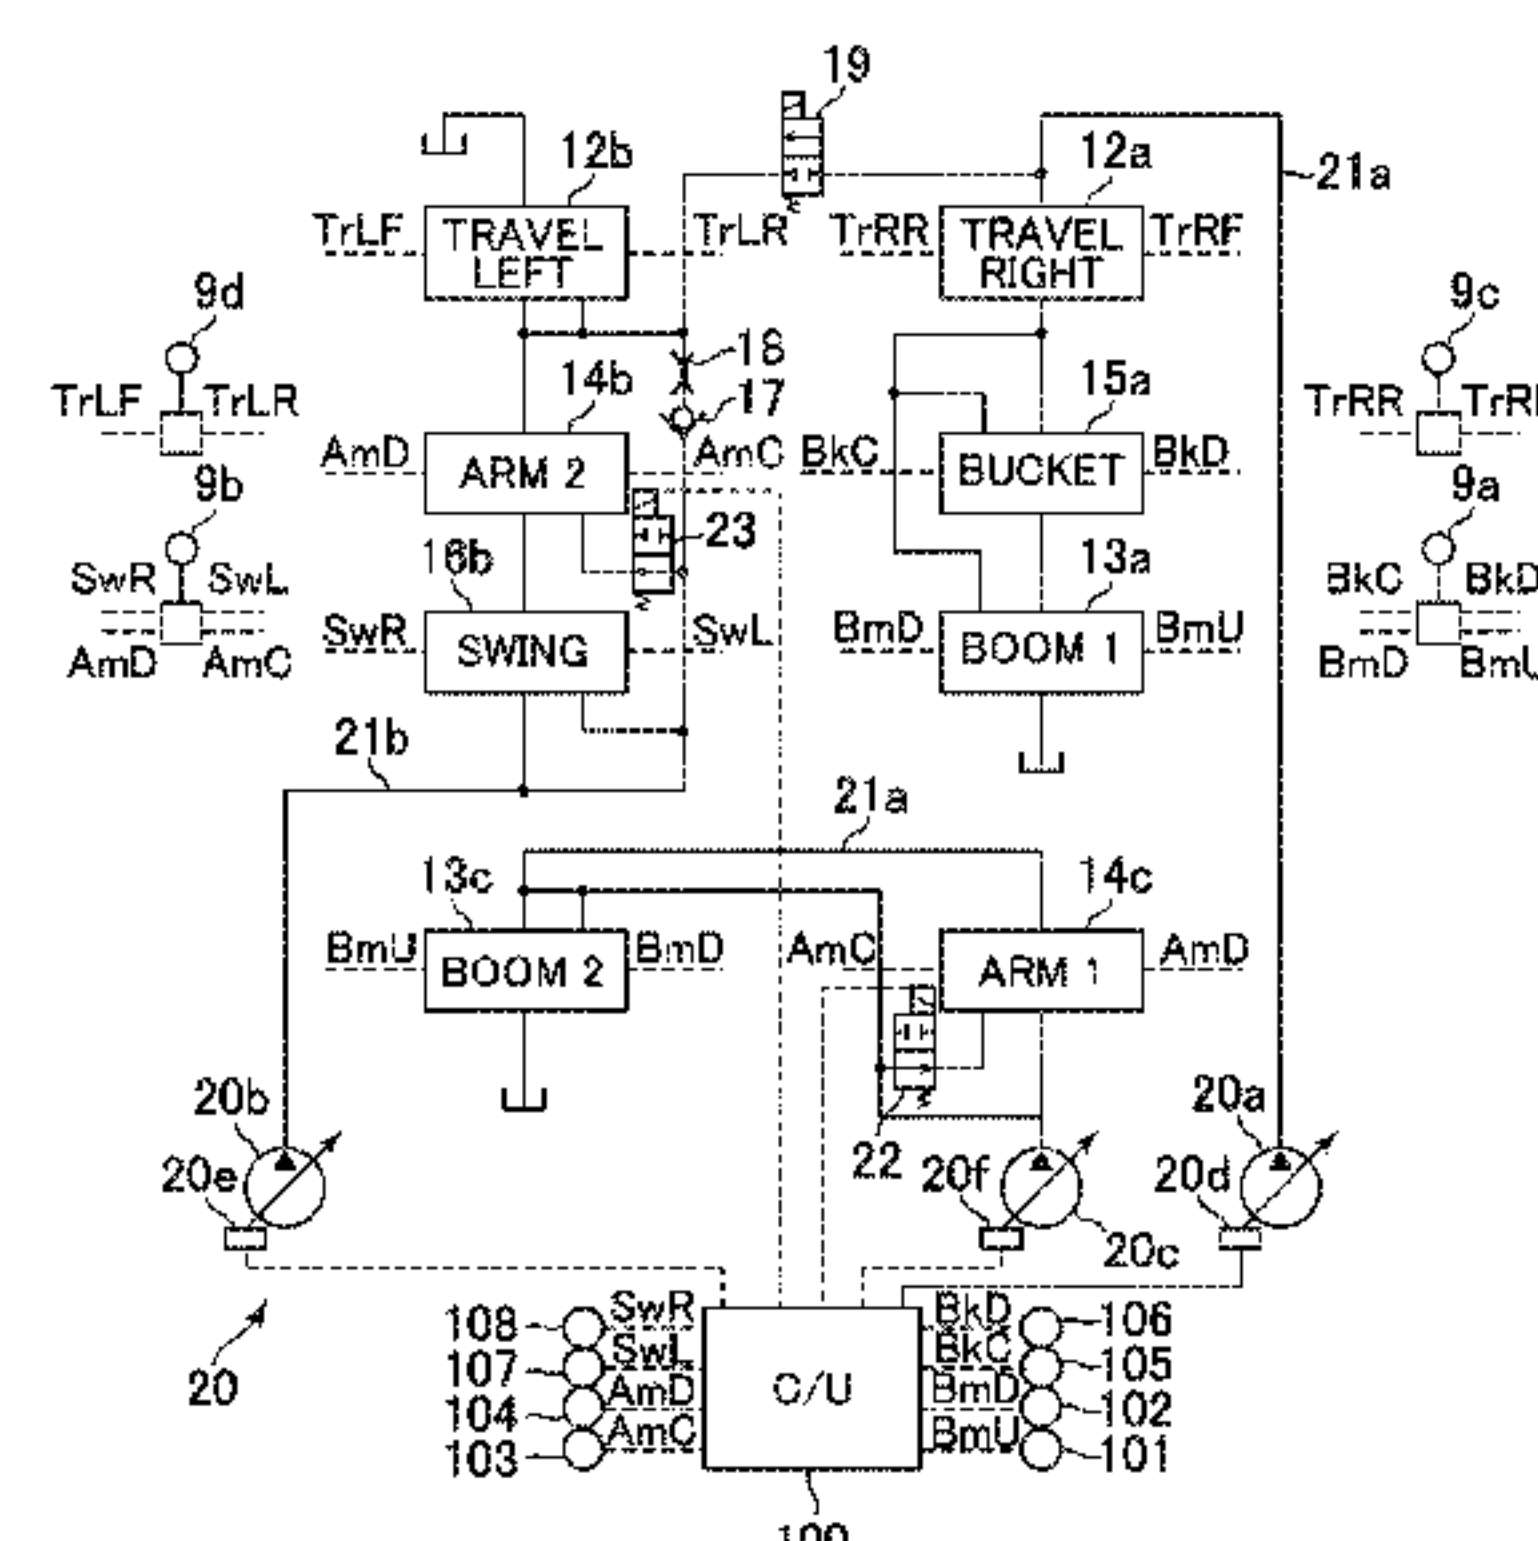 19
12b
12a
21a
TrLF TRAVEL LEFT TrLR
TrRR TRAVEL RIGHT TrRF
9d
9c
18
14b
17
15a
TrLF TrLR
TrRR
AmD ARM 2 AmC
BkC BUCKET BkD
9b
9a
23
16b
13a
SwR SwL
BkC BkD
SwR SWING SwL
BmD BOOM 1 BmU
AmD AmC
BmD BmU
21b
21a
13c
14c
BmU BOOM 2 BmD
AmC ARM 1 AmD
20b
20a
22
20e
20f
20d
20c
108 SwR
BkD 106
107 SwL
BkC 105
20
C/U
104 AmD
BmD 102
103 AmC
BmU 101
100